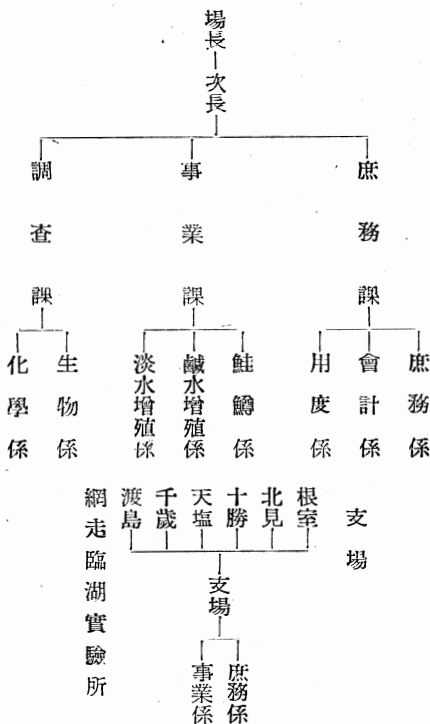 場長―次長
庶務課
庶務係
會計係
用度係
事業課
鮭鱒係
鹹水增殖係
淡水增殖係
調査課
生物係
化學係
支場
根室
北見
十勝
天塩
千歲
渡島
支場
庶務係
事業係
網走臨湖實驗所